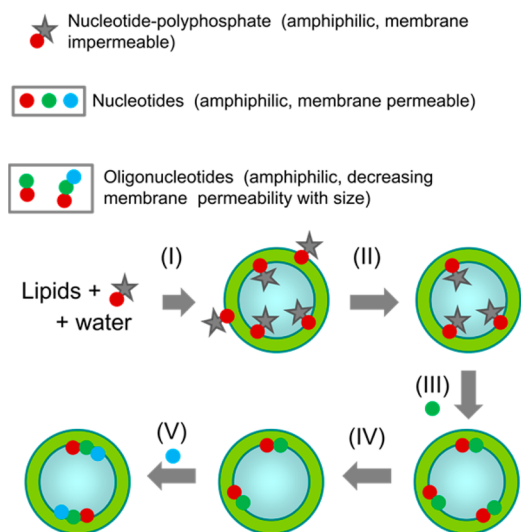 Nucleotide-polyphosphate (amphiphilic, membrane
impermeable)
Nucleotides (amphiphilic, membrane permeable)
Oligonucleotides (amphiphilic, decreasing
membrane permeability with size)
(I)
(II)
Lipids +
+ water
(III)
(V)
(IV)